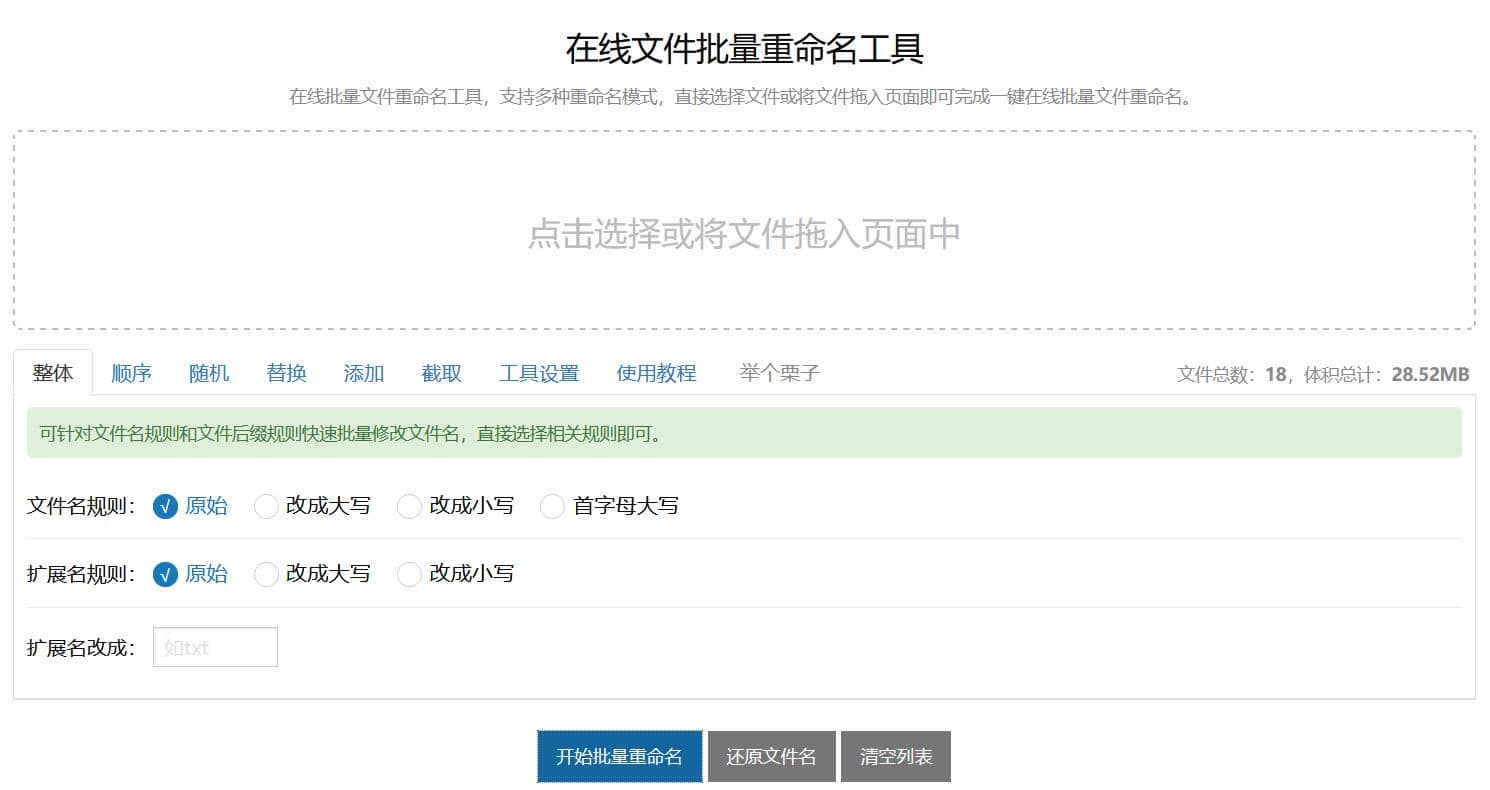 在线文件批量重命名工具
在线批量文件重命名工具，支持多种重命名模式，直接选择文件或将文件拖入页面即可完成一键在线批量文件重命名。
点击选择或将文件拖入页面中
整体 顺序 随机 替换 添加 截取 工具设置 使用教程 举个栗子 文件总数：18，体积总计：28.52MB
可针对文件名规则和文件后缀规则快速批量修改文件名，直接选择相关规则即可。
文件名规则： √ 原始 改成大写 改成小写 首字母大写
扩展名规则： √ 原始 改成大写 改成小写
扩展名改成： 如txt
开始批量重命名 还原文件名 清空列表